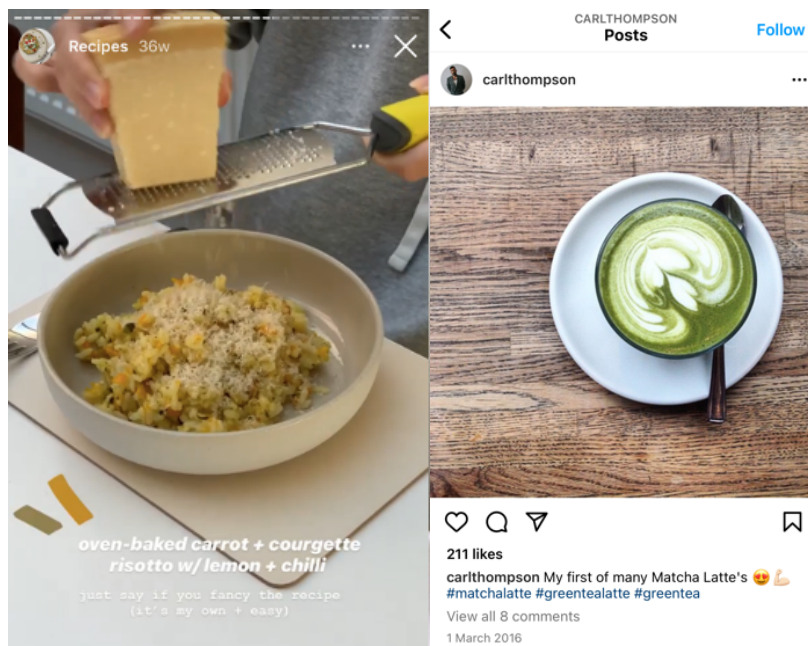 Recipes 36w
oven-baked carrot + courgette
risotto w/ lemon + chilli
just say if you fancy the recipe
(it's my own + easy)
CARLTHOMPSON
Posts
Follow
carlthompson
211 likes
carlthompson My first of many Matcha Latte's 😍💪🏼
#matchalatte #greentealatte #greentea
View all 8 comments
1 March 2016